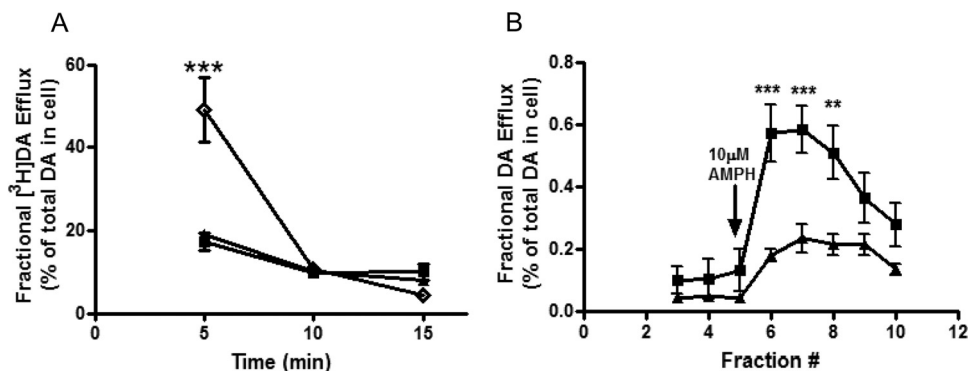 A
Fractional [³H]DA Efflux
(% of total DA in cell)
60
40
20
0
***
0
5
10
15
Time (min)
B
Fractional DA Efflux
(% of total DA in cell)
0.8
0.6
0.4
0.2
0.0
*** *** **
10μM
AMPH
0
2
4
6
8
10
12
Fraction #